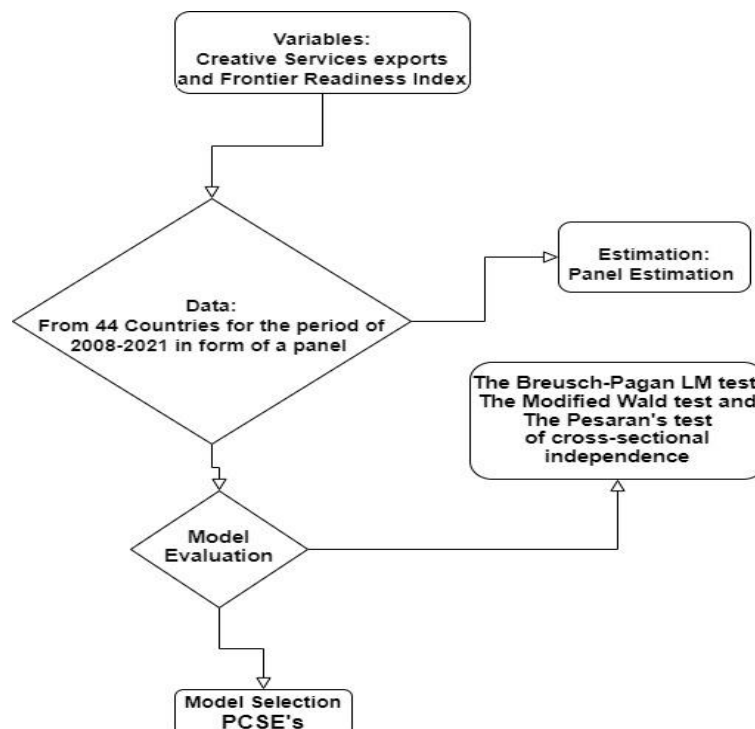 Variables:
Creative Services exports
and Frontier Readiness Index
Data:
From 44 Countries for the period of
2008-2021 in form of a panel
Estimation:
Panel Estimation
The Breusch-Pagan LM test
The Modified Wald test and
The Pesaran's test
of cross-sectional
independence
Model
Evaluation
Model Selection
PCSE's